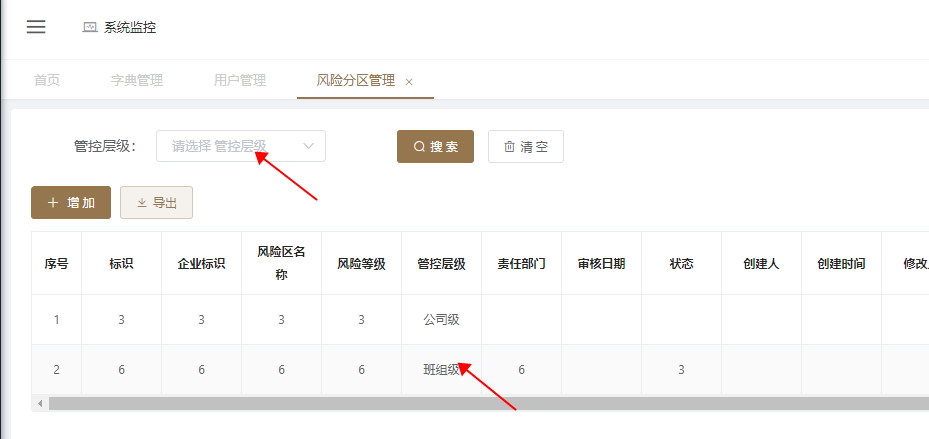 系统监控
首页 字典管理 用户管理 风险分区管理 ×
管控层级： 请选择 管控层级 搜索 清空
+ 增加 导出
序号 标识 企业标识 风险区名称 风险等级 管控层级 责任部门 审核日期 状态 创建人 创建时间 修改
1 3 3 3 3 公司级
2 6 6 6 6 班组级 6 3